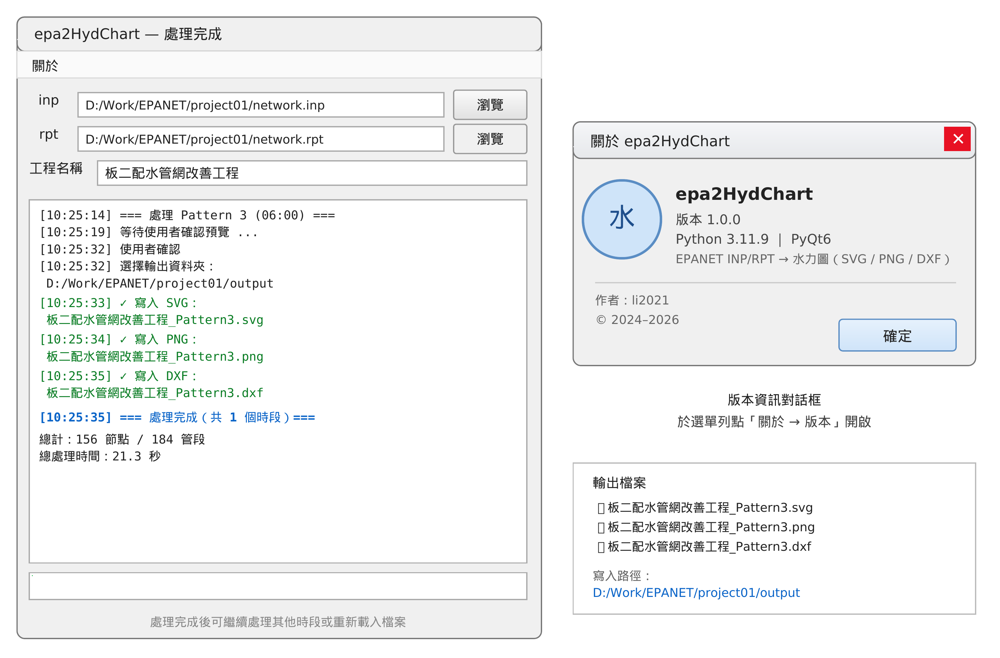 epa2HydChart — 處理完成
關於
inp
D:/Work/EPANET/project01/network.inp
瀏覽
rpt
D:/Work/EPANET/project01/network.rpt
瀏覽
工程名稱
板二配水管網改善工程
[10:25:14] === 處理 Pattern 3 (06:00) ===
[10:25:19] 等待使用者確認預覽 ...
[10:25:32] 使用者確認
[10:25:32] 選擇輸出資料夾：
D:/Work/EPANET/project01/output
[10:25:33] ✓ 寫入 SVG：
板二配水管網改善工程_Pattern3.svg
[10:25:34] ✓ 寫入 PNG：
板二配水管網改善工程_Pattern3.png
[10:25:35] ✓ 寫入 DXF：
板二配水管網改善工程_Pattern3.dxf
[10:25:35] === 處理完成（共 1 個時段）===
總計：156 節點 / 184 管段
總處理時間：21.3 秒
處理完成後可繼續處理其他時段或重新載入檔案
關於 epa2HydChart
✕
水
epa2HydChart
版本 1.0.0
Python 3.11.9 | PyQt6
EPANET INP/RPT → 水力圖（SVG / PNG / DXF）
作者：li2021
© 2024–2026
確定
版本資訊對話框
於選單列點「關於 → 版本」開啟
輸出檔案
板二配水管網改善工程_Pattern3.svg
板二配水管網改善工程_Pattern3.png
板二配水管網改善工程_Pattern3.dxf
寫入路徑：
D:/Work/EPANET/project01/output